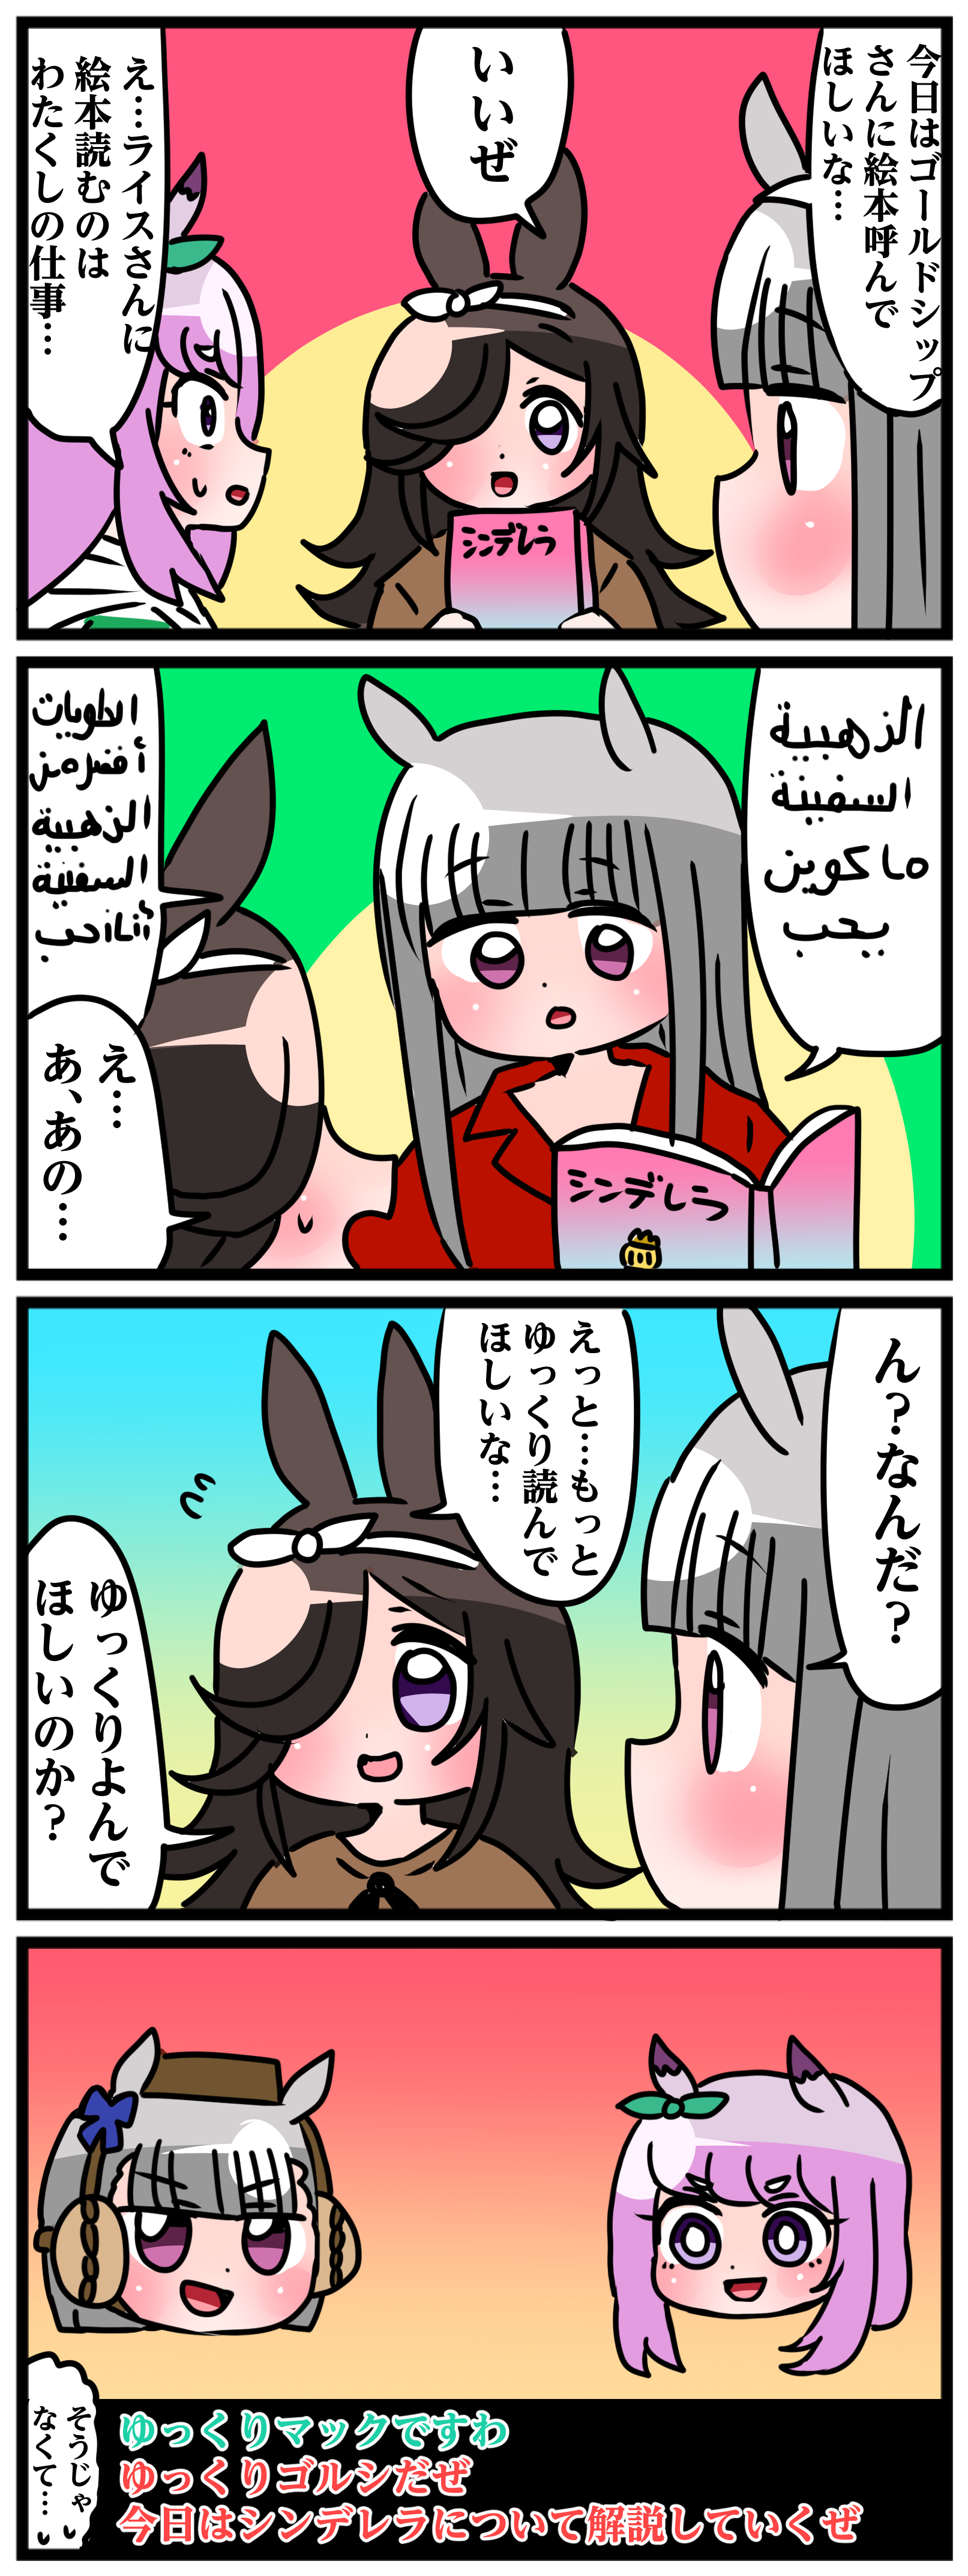 今日はゴールドシップ
さんに絵本呼んで
ほしいな…
いいぜ
え…ライスさんに
絵本読むのは
わたくしの仕事…
シンデレラ
الذهبية
السفينة
ماكوين
يحب
الحلويات
أفضل من
الذهبية
السفينة
أنا أحب
え…
あ、あの…
シンデレラ
ん？なんだ？
えっと…もっと
ゆっくり読んで
ほしいな…
ゆっくりよんで
ほしいのか？
そうじゃ
なくて…
ゆっくりマックですわ
ゆっくりゴルシだぜ
今日はシンデレラについて解説していくぜ